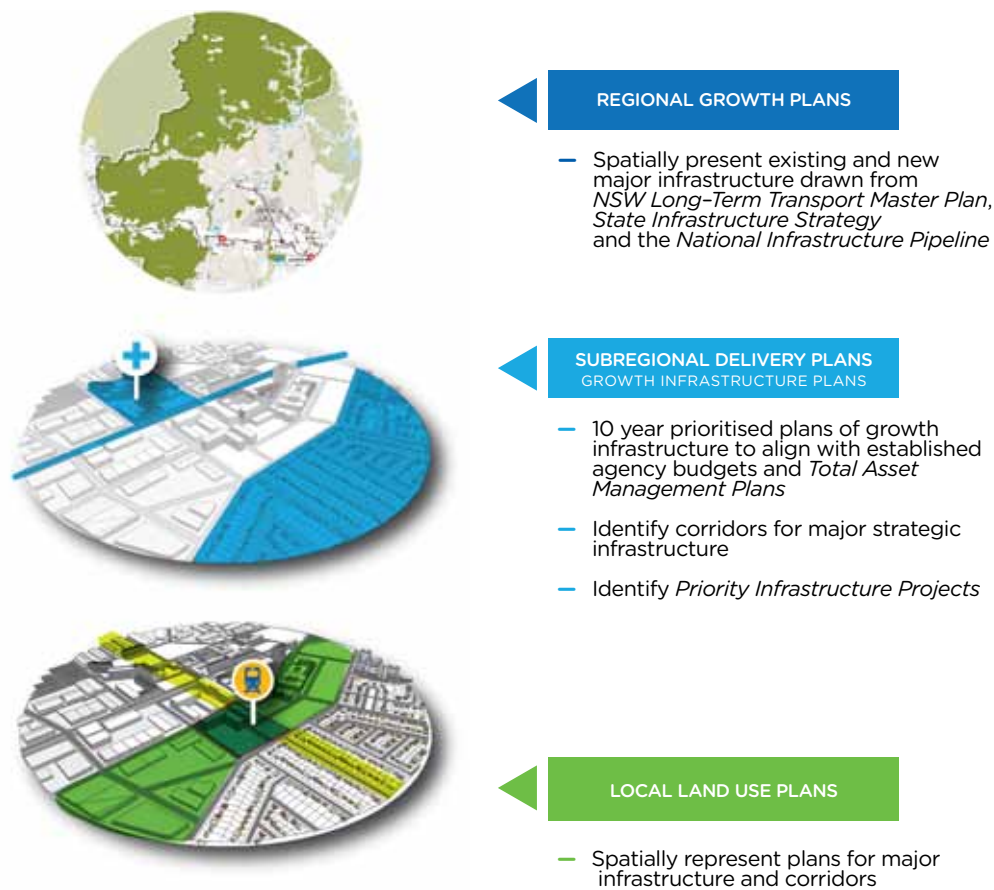 REGIONAL GROWTH PLANS
– Spatially present existing and new
major infrastructure drawn from
NSW Long–Term Transport Master Plan,
State Infrastructure Strategy
and the National Infrastructure Pipeline
SUBREGIONAL DELIVERY PLANS
GROWTH INFRASTRUCTURE PLANS
– 10 year prioritised plans of growth
infrastructure to align with established
agency budgets and Total Asset
Management Plans
– Identify corridors for major strategic
infrastructure
– Identify Priority Infrastructure Projects
LOCAL LAND USE PLANS
– Spatially represent plans for major
infrastructure and corridors